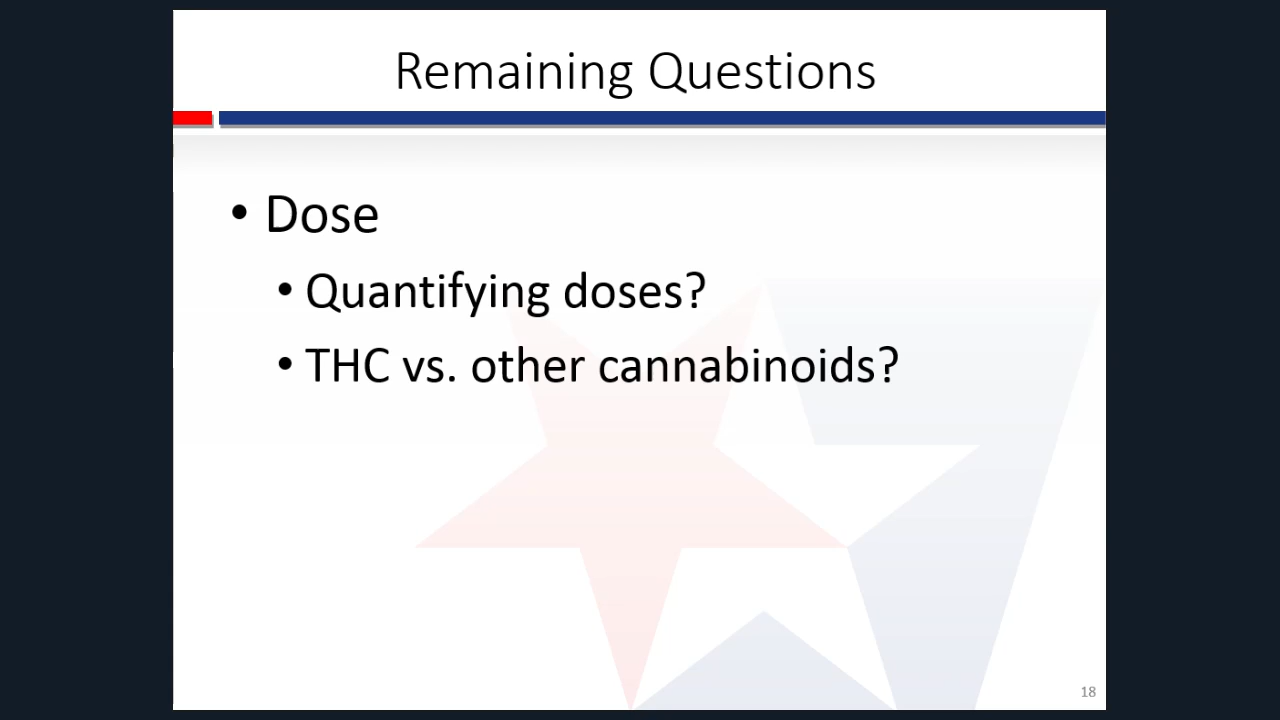 Remaining Questions
• Dose
• Quantifying doses?
• THC vs. other cannabinoids?
18